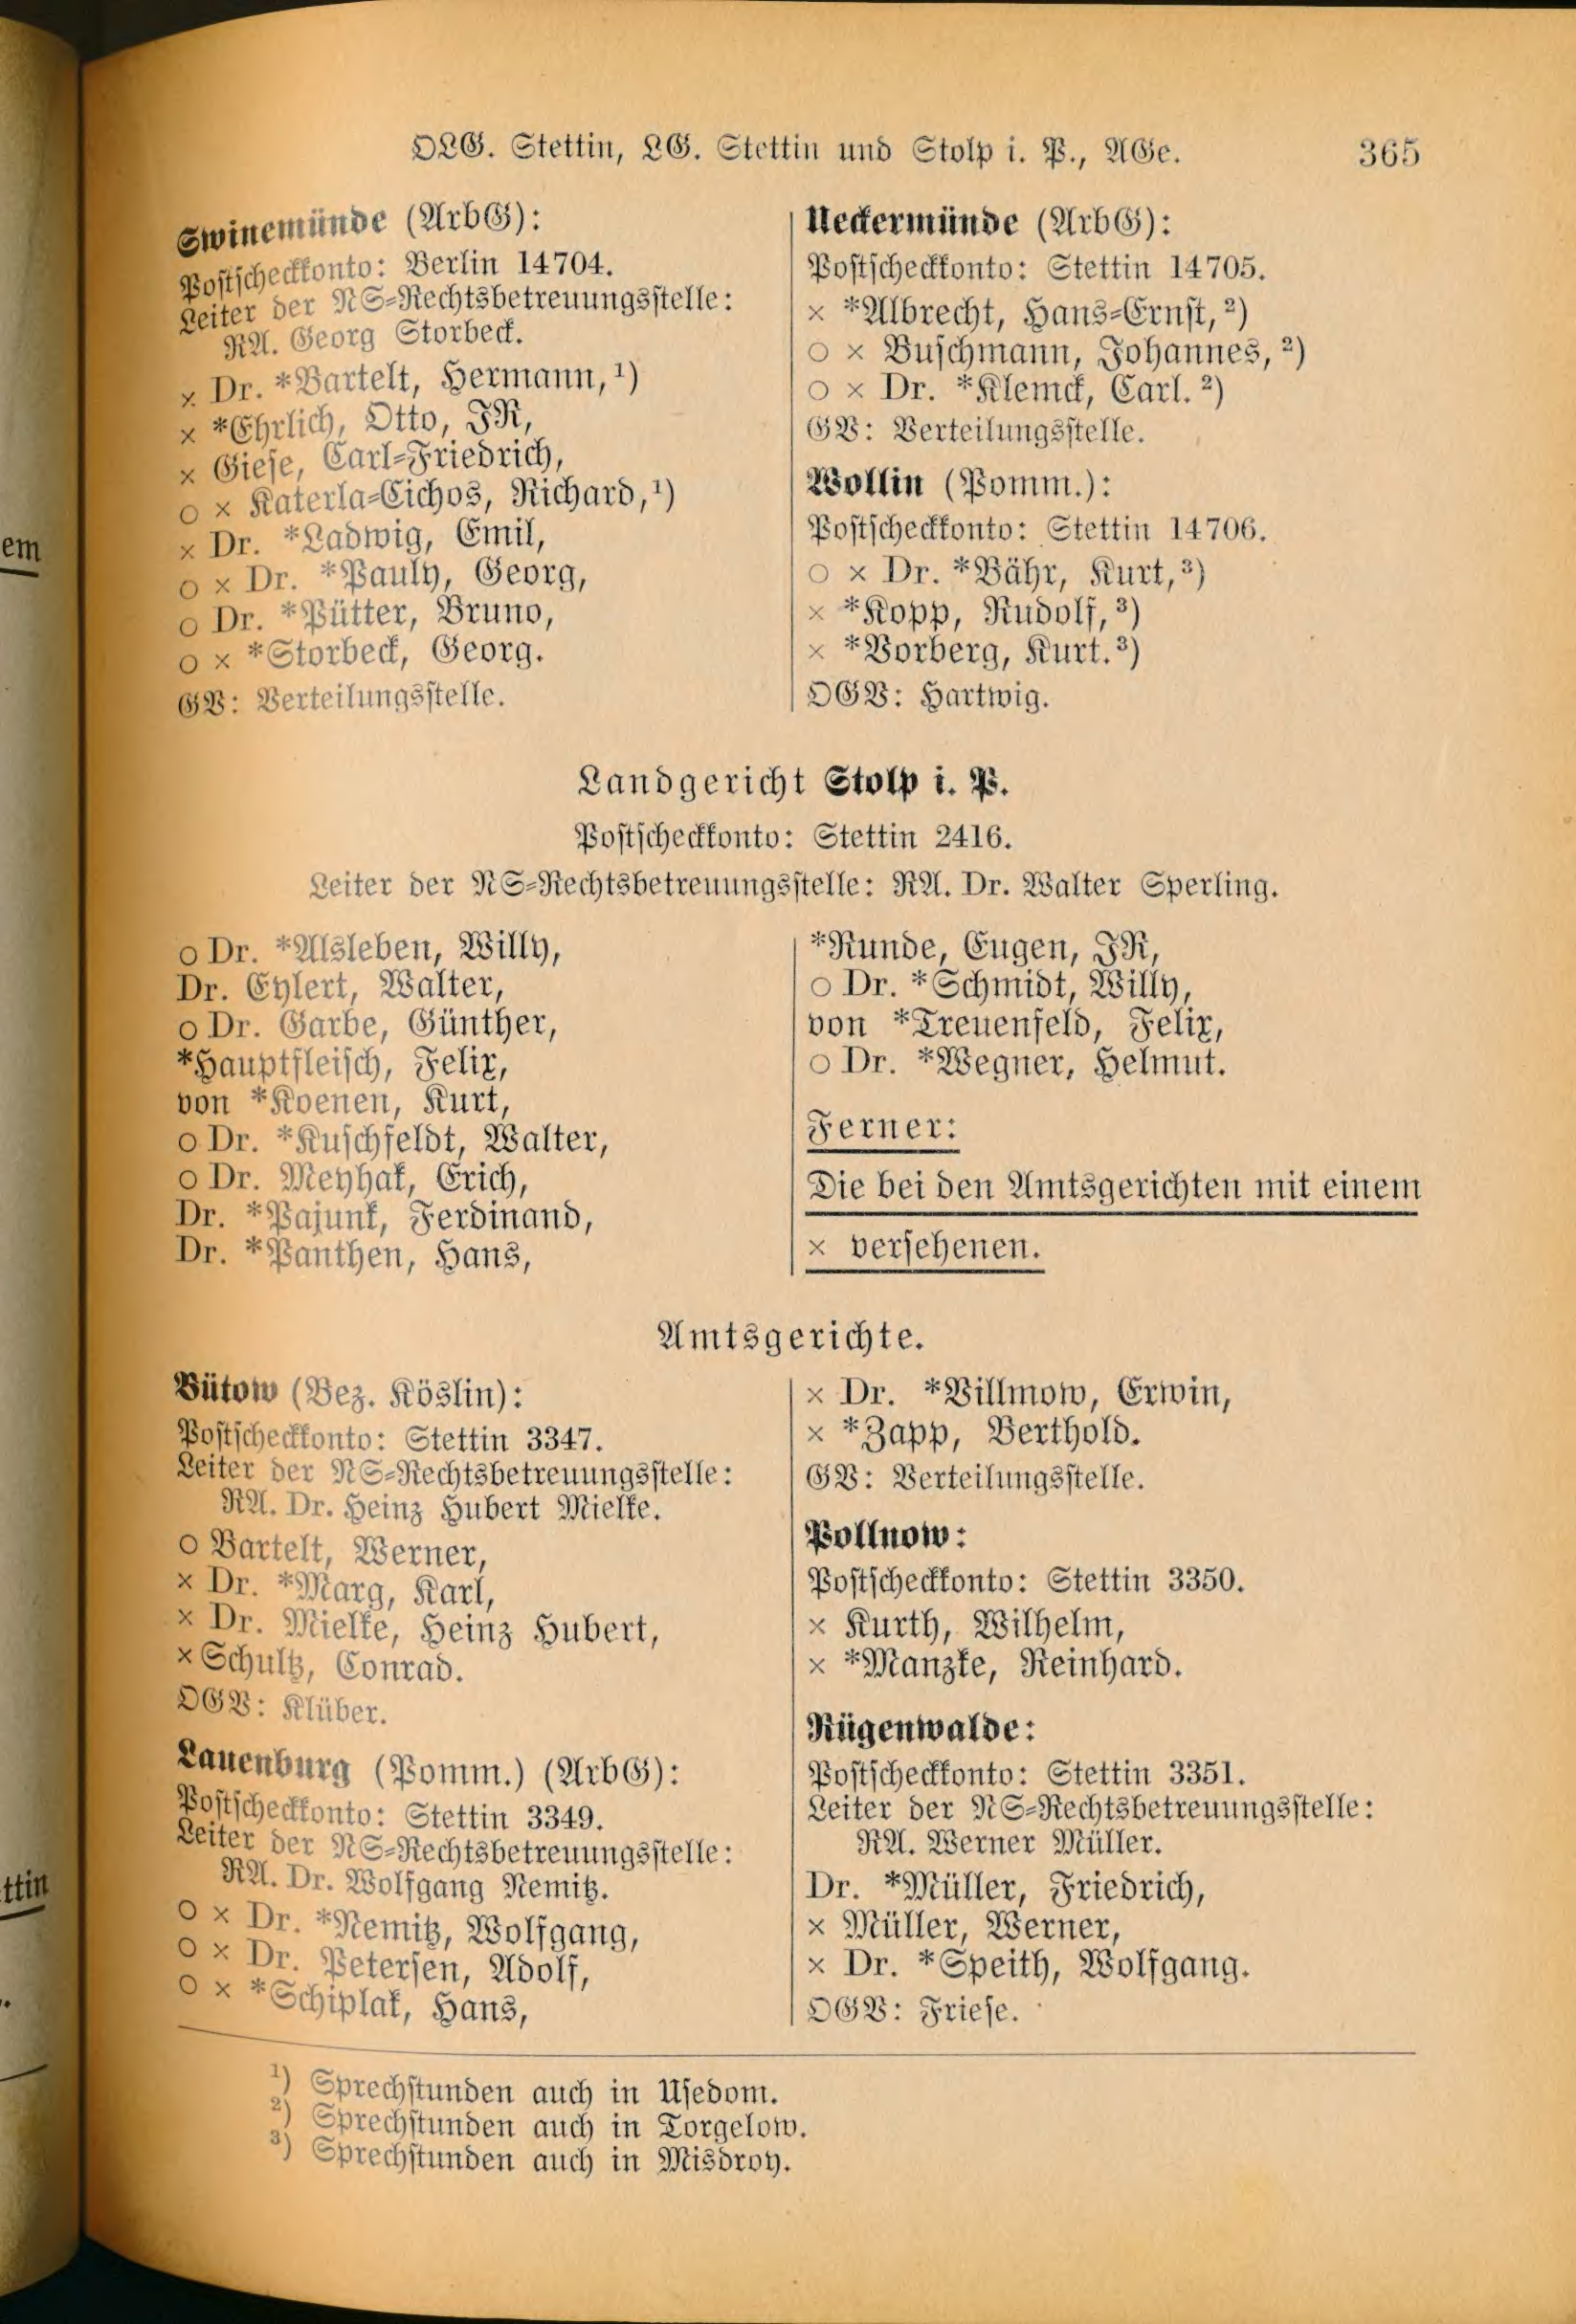 OLG. Stettin, LG. Stettin und Stolp i. P., AGe. 365
Swinemünde (ArbG):
Postscheckkonto: Berlin 14704.
Leiter der NS-Rechtsbetreuungsstelle:
RA. Georg Storbeck.
× Dr. *Bartelt, Hermann,¹)
× *Ehrlich, Otto, JR,
× Giese, Carl-Friedrich,
o × Katerla-Cichos, Richard,¹)
× Dr. *Ladwig, Emil,
o × Dr. *Pauly, Georg,
o Dr. *Pütter, Bruno,
o × *Storbeck, Georg.
GV: Verteilungsstelle.
Ueckermünde (ArbG):
Postscheckkonto: Stettin 14705.
× *Albrecht, Hans-Ernst, ²)
o × Buschmann, Johannes, ²)
o × Dr. *Klemck, Carl. ²)
GV: Verteilungsstelle.
Wollin (Pomm.):
Postscheckkonto: Stettin 14706.
o × Dr. *Bähr, Kurt,³)
× *Kopp, Rudolf,³)
× *Vorberg, Kurt.³)
OGV: Hartwig.
Landgericht Stolp i. P.
Postscheckkonto: Stettin 2416.
Leiter der NS-Rechtsbetreuungsstelle: RA. Dr. Walter Sperling.
o Dr. *Alsleben, Willy,
Dr. Eylert, Walter,
o Dr. Garbe, Günther,
*Hauptfleisch, Felix,
von *Koenen, Kurt,
o Dr. *Kuschfeldt, Walter,
o Dr. Meyhak, Erich,
Dr. *Pajunk, Ferdinand,
Dr. *Panthen, Hans,
*Runde, Eugen, JR,
o Dr. *Schmidt, Willy,
von *Treuenfeld, Felix,
o Dr. *Wegner, Helmut.
Ferner:
Die bei den Amtsgerichten mit einem
× versehenen.
Amtsgerichte.
Bütow (Bez. Köslin):
Postscheckkonto: Stettin 3347.
Leiter der NS-Rechtsbetreuungsstelle:
RA. Dr. Heinz Hubert Mielke.
o Bartelt, Werner,
× Dr. *Marg, Karl,
× Dr. Mielke, Heinz Hubert,
× Schultz, Conrad.
OGV: Klüber.
Lauenburg (Pomm.) (ArbG):
Postscheckkonto: Stettin 3349.
Leiter der NS-Rechtsbetreuungsstelle:
RA. Dr. Wolfgang Nemitz.
o × Dr. *Nemitz, Wolfgang,
o × Dr. Petersen, Adolf,
o × *Schiplak, Hans,
× Dr. *Villmow, Erwin,
× *Zapp, Berthold.
GV: Verteilungsstelle.
Pollnow:
Postscheckkonto: Stettin 3350.
× Kurth, Wilhelm,
× *Manzke, Reinhard.
Rügenwalde:
Postscheckkonto: Stettin 3351.
Leiter der NS-Rechtsbetreuungsstelle:
RA. Werner Müller.
Dr. *Müller, Friedrich,
× Müller, Werner,
× Dr. *Speith, Wolfgang.
OGV: Friese.
¹) Sprechstunden auch in Usedom.
²) Sprechstunden auch in Torgelow.
³) Sprechstunden auch in Misdroy.
em
ttin